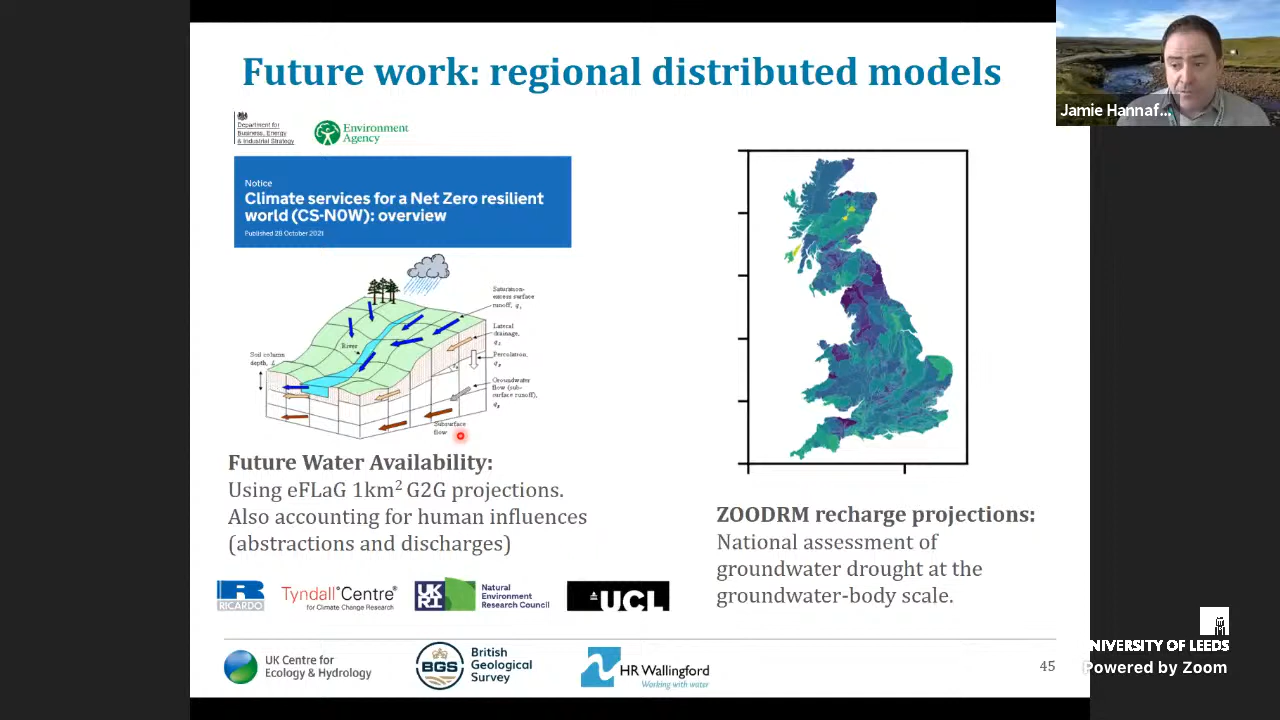 Future work: regional distributed models
Jamie Hannaf...
Department for
Business, Energy
& Industrial Strategy
Environment
Agency
Notice
Climate services for a Net Zero resilient
world (CS-N0W): overview
Published 28 October 2021
Saturation-
excess surface
runoff, q
Lateral
drainage,
q
Percolation,
q
Groundwater
flow (sub-
surface runoff),
q
River
Soil column
depth, L
Subsurface
flow
Future Water Availability:
Using eFLaG 1km² G2G projections.
Also accounting for human influences
(abstractions and discharges)
ZOODRM recharge projections:
National assessment of
groundwater drought at the
groundwater-body scale.
RICARDO
Tyndall°Centre
for Climate Change Research
UKRI
Natural
Environment
Research Council
UCL
UK Centre for
Ecology & Hydrology
BGS
British
Geological
Survey
HR Wallingford
Working with water
45
UNIVERSITY OF LEEDS
Powered by Zoom